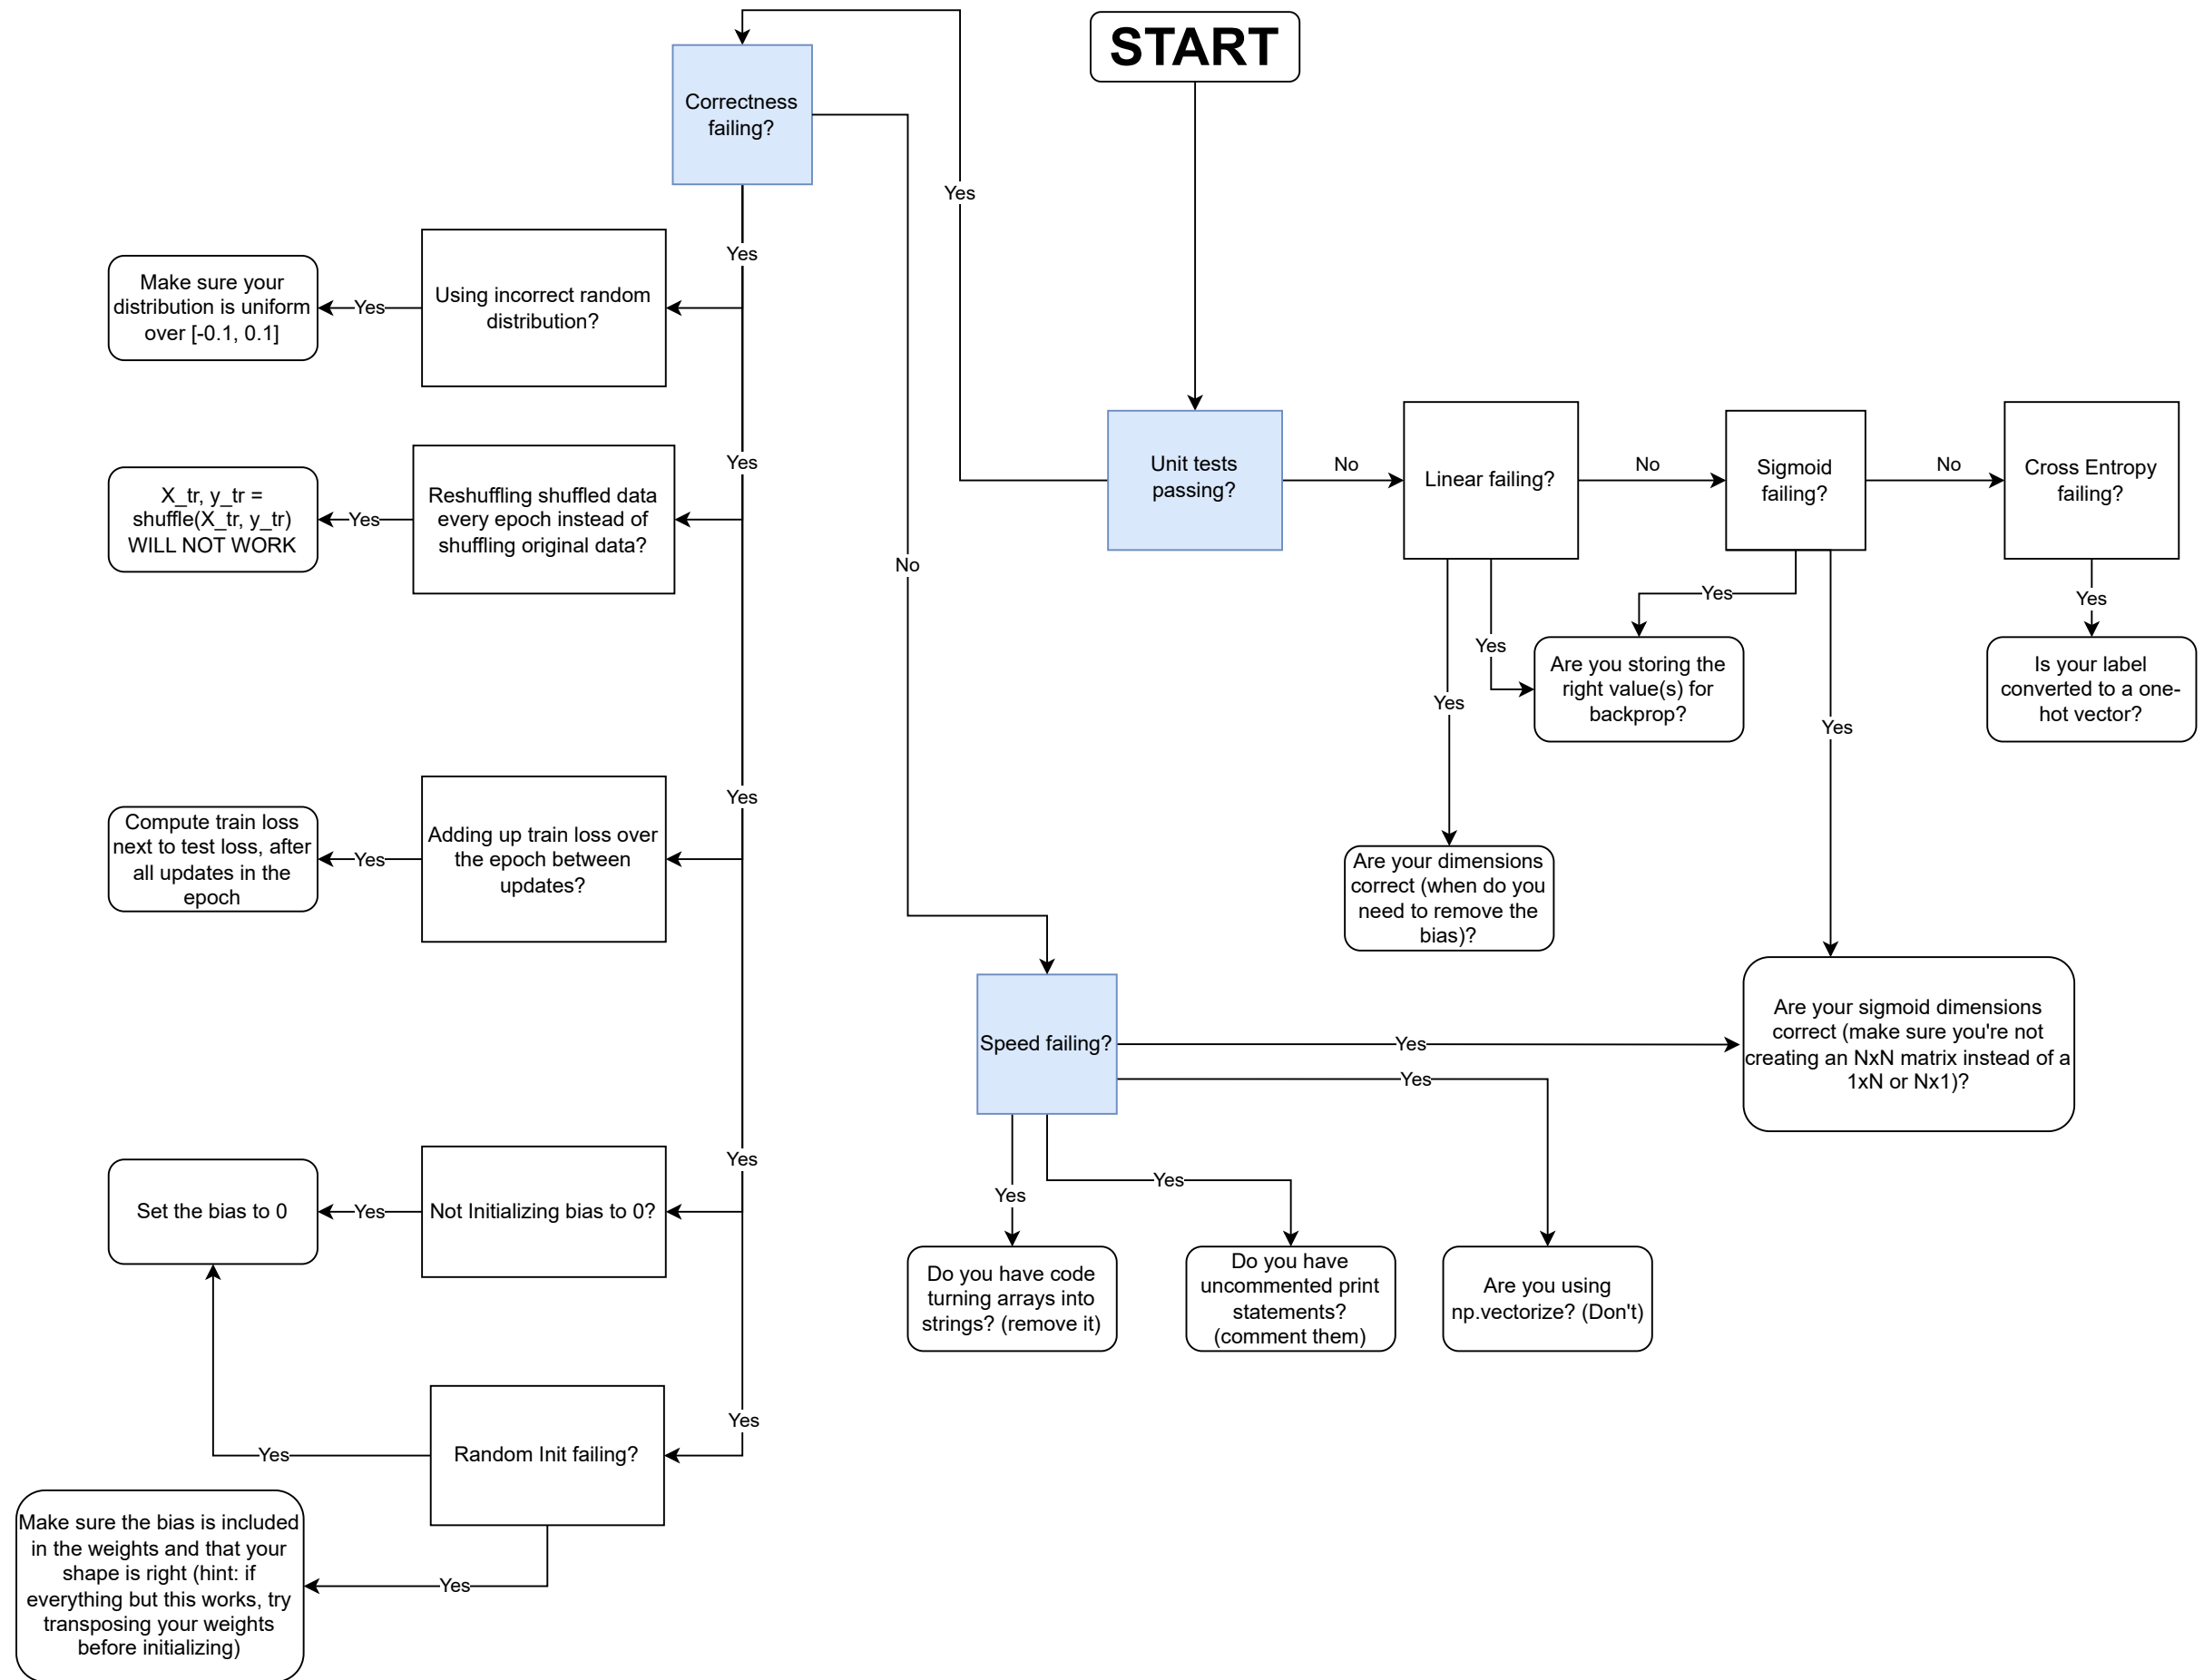 START
Correctness
failing?
Yes
Yes
Using incorrect random
distribution?
Yes
Make sure your
distribution is uniform
over [-0.1, 0.1]
Yes
Reshuffling shuffled data
every epoch instead of
shuffling original data?
Yes
X_tr, y_tr =
shuffle(X_tr, y_tr)
WILL NOT WORK
Unit tests
passing?
No
Linear failing?
No
Sigmoid
failing?
No
Cross Entropy
failing?
No
Yes
Yes
Yes
Yes
Yes
Are you storing the
right value(s) for
backprop?
Is your label
converted to a one-
hot vector?
Yes
Adding up train loss over
the epoch between
updates?
Yes
Compute train loss
next to test loss, after
all updates in the
epoch
Are your dimensions
correct (when do you
need to remove the
bias)?
Speed failing?
Yes
Are your sigmoid dimensions
correct (make sure you're not
creating an NxN matrix instead of a
1xN or Nx1)?
Yes
Yes
Yes
Yes
Not Initializing bias to 0?
Yes
Set the bias to 0
Do you have code
turning arrays into
strings? (remove it)
Do you have
uncommented print
statements?
(comment them)
Are you using
np.vectorize? (Don't)
Yes
Random Init failing?
Yes
Yes
Make sure the bias is included
in the weights and that your
shape is right (hint: if
everything but this works, try
transposing your weights
before initializing)